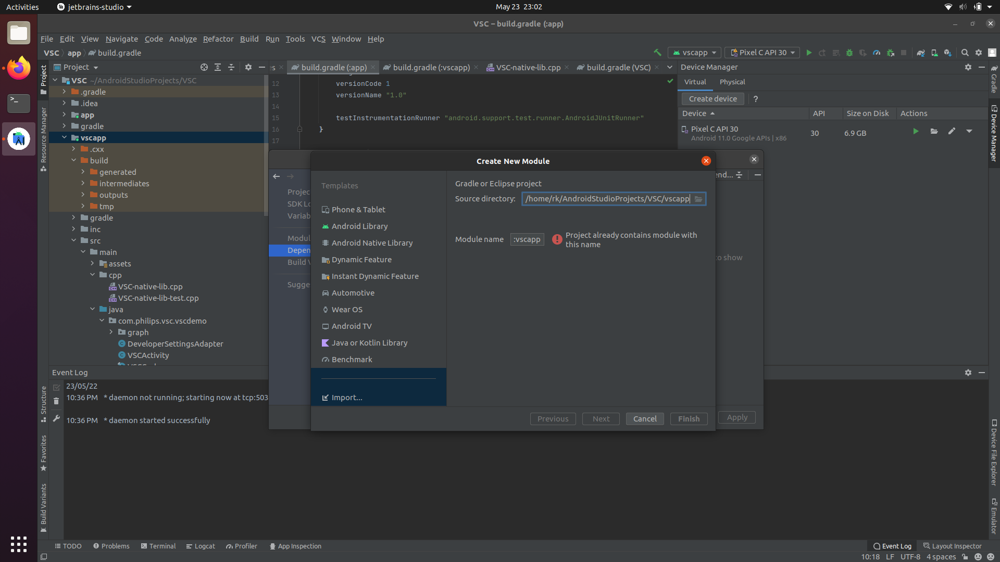 Activities
jetbrains-studio
May 23 23:02
VSC – build.gradle (:app)
File Edit View Navigate Code Analyze Refactor Build Run Tools VCS Window Help
VSC app build.gradle
vscapp
Pixel C API 30
Project
Project
Resource Manager
Structure
Favorites
Build Variants
VSC ~/AndroidStudioProjects/VSC
.gradle
.idea
app
gradle
vscapp
.cxx
build
generated
intermediates
outputs
tmp
gradle
inc
src
main
assets
cpp
VSC-native-lib.cpp
VSC-native-lib-test.cpp
java
com.philips.vsc.vscdemo
graph
DeveloperSettingsAdapter
VSCActivity
build.gradle (:app)
build.gradle (:vscapp)
VSC-native-lib.cpp
build.gradle (VSC)
12 versionCode 1
13 versionName "1.0"
14
15 testInstrumentationRunner "android.support.test.runner.AndroidJUnitRunner"
16 }
17
Device Manager
Virtual Physical
Create device ?
Device API Size on Disk Actions
Pixel C API 30
Android 11.0 Google APIs | x86
30 6.9 GB
Gradle
Device Manager
Device File Explorer
Emulator
Projec
SDK Lo
Variab
Modul
Depen
Build V
Sugge
end...
to show
Apply
Create New Module
Templates
Phone & Tablet
Android Library
Android Native Library
Dynamic Feature
Instant Dynamic Feature
Automotive
Wear OS
Android TV
Java or Kotlin Library
Benchmark
Import...
Gradle or Eclipse project
Source directory: /home/rk/AndroidStudioProjects/VSC/vscapp
Module name :vscapp
Project already contains module with
this name
Previous Next Cancel Finish
Event Log
23/05/22
10:36 PM * daemon not running; starting now at tcp:503
10:36 PM * daemon started successfully
TODO Problems Terminal Logcat Profiler App Inspection
Event Log Layout Inspector
10:18 LF UTF-8 4 spaces